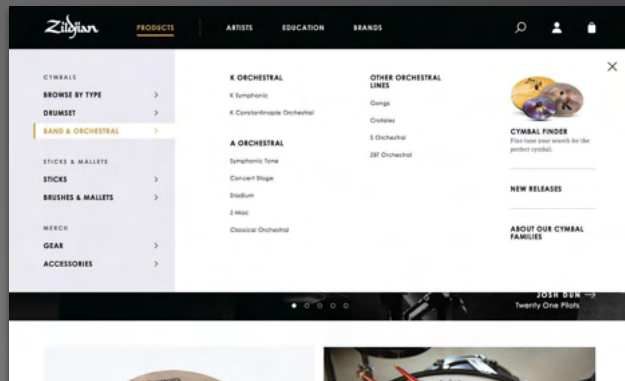 Zildjian
PRODUCTS
ARTISTS
EDUCATION
BRANDS
CYMBALS
BROWSE BY TYPE
DRUMSET
BAND & ORCHESTRAL
STICKS & MALLETS
STICKS
BRUSHES & MALLETS
MERCH
GEAR
ACCESSORIES
K ORCHESTRAL
K Symphonic
K Constantinople Orchestral
A ORCHESTRAL
Symphonic Tone
Concert Stage
Stadium
Z-Mac
Classical Orchestral
OTHER ORCHESTRAL
LINES
Gongs
Crotales
S Orchestral
ZBT Orchestral
CYMBAL FINDER
Fine tune your search for the
perfect cymbal.
NEW RELEASES
ABOUT OUR CYMBAL
FAMILIES
JOSH DUN
Twenty One Pilots